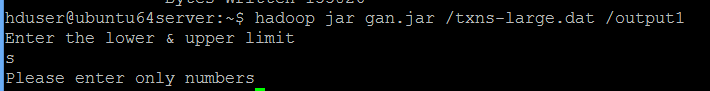 hduser@ubuntu64server:~$ hadoop jar gan.jar /txns-large.dat /output1
Enter the lower & upper limit
s
Please enter only numbers